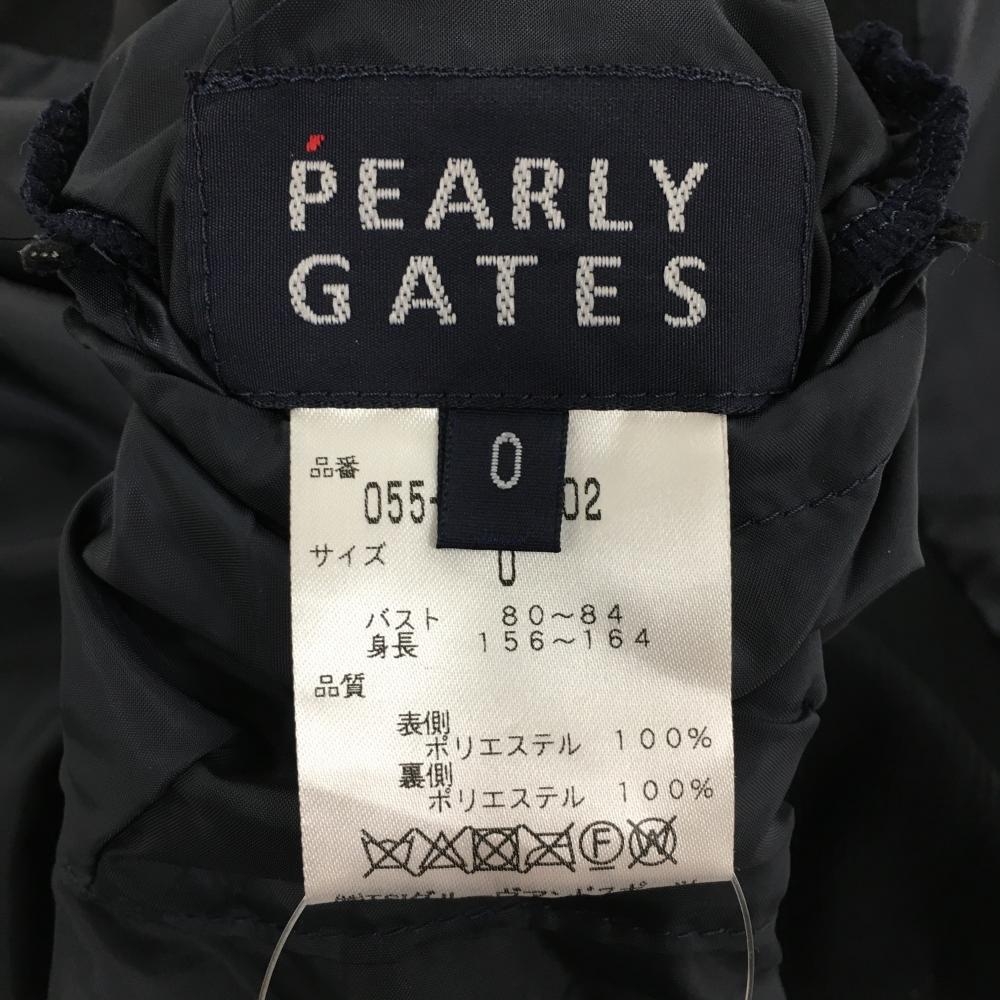 PEARLY
GATES
0
品番
055- 02
サイズ 0
バスト 80～84
身長 156～164
品質
表側
ポリエステル 100%
裏側
ポリエステル 100%
F W